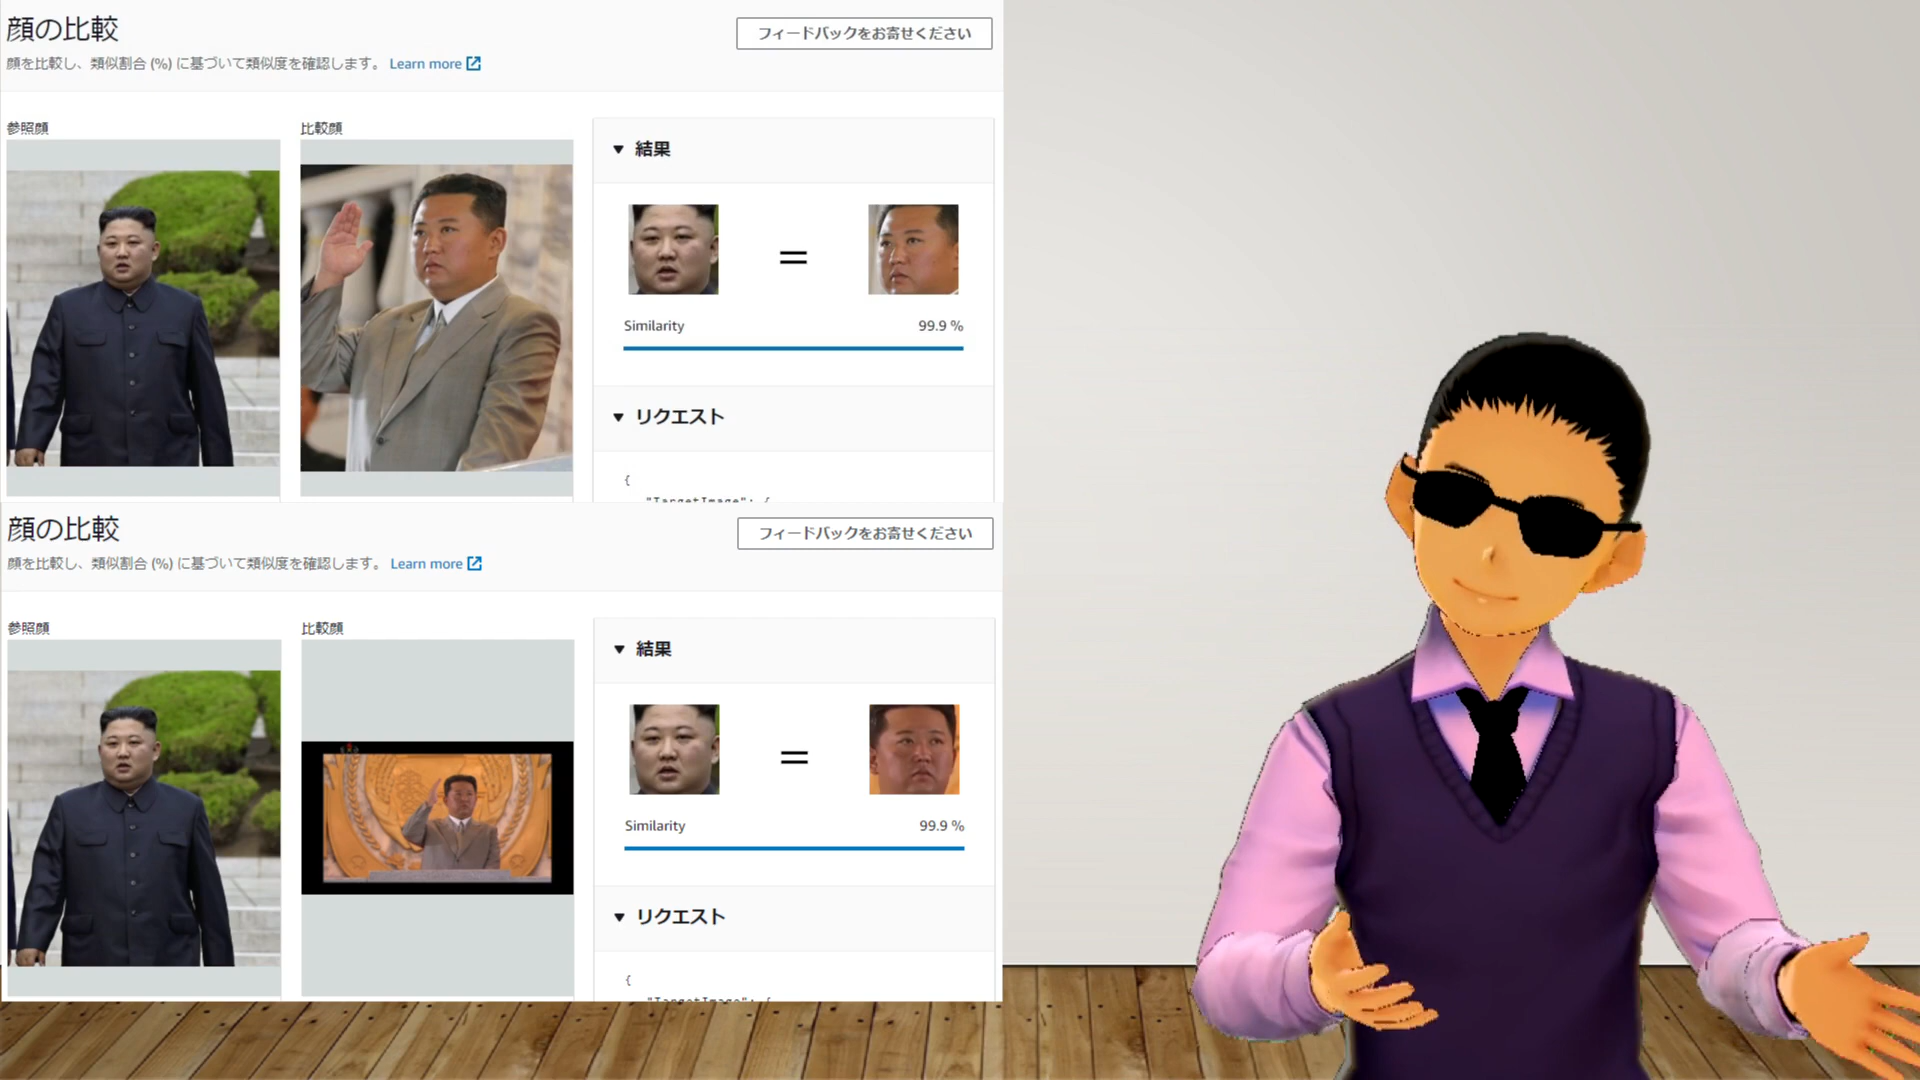 顔の比較
フィードバックをお寄せください
顔を比較し、類似割合 (%) に基づいて類似度を確認します。 Learn more
参照顔
比較顔
▼ 結果
=
Similarity 99.9 %
▼ リクエスト
{
"TargetImage": {
顔の比較
フィードバックをお寄せください
顔を比較し、類似割合 (%) に基づいて類似度を確認します。 Learn more
参照顔
比較顔
▼ 結果
=
Similarity 99.9 %
▼ リクエスト
{
"TargetImage": {